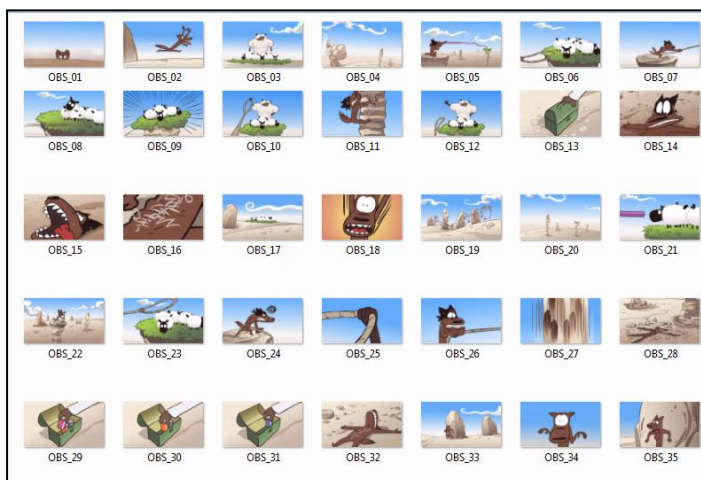 OBS_01 OBS_02 OBS_03 OBS_04 OBS_05 OBS_06 OBS_07
OBS_08 OBS_09 OBS_10 OBS_11 OBS_12 OBS_13 OBS_14
OBS_15 OBS_16 OBS_17 OBS_18 OBS_19 OBS_20 OBS_21
OBS_22 OBS_23 OBS_24 OBS_25 OBS_26 OBS_27 OBS_28
OBS_29 OBS_30 OBS_31 OBS_32 OBS_33 OBS_34 OBS_35